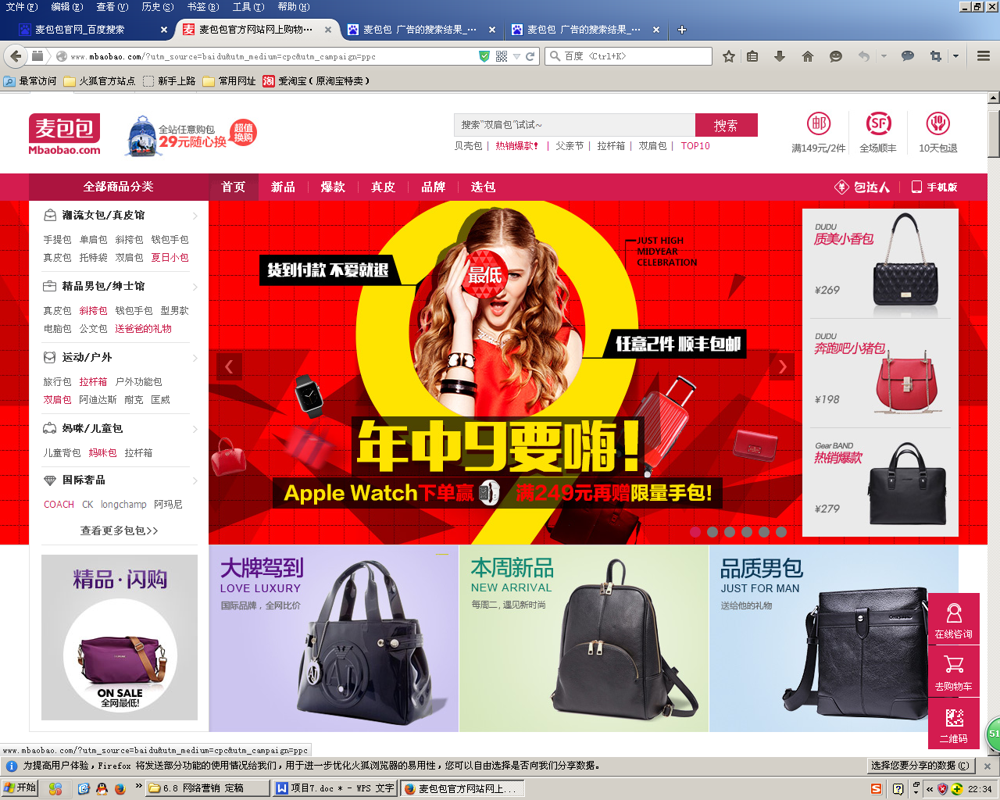 文件(F) 编辑(E) 查看(V) 历史(S) 书签(B) 工具(T) 帮助(H)
麦包包官网_百度搜索
麦包包官方网站网上购物···
麦包包 广告的搜索结果_...
麦包包 广告的搜索结果_...
www.mbaobao.com/?utm_source=baidu&utm_medium=cpc&utm_campaign=ppc
百度 <Ctrl+K>
最常访问 火狐官方站点 新手上路 常用网址 淘 爱淘宝(原淘宝特卖)
麦包包
Mbaobao.com
全站任意购包
29元随心换
超值
换购
搜索"双肩包"试试~
搜索
贝壳包 | 热销爆款! | 父亲节 | 拉杆箱 | 双肩包 | TOP10
邮
满149元/2件
SF
全场顺丰
10
10天包退
全部商品分类 首页 新品 爆款 真皮 品牌 选包
包达人 手机版
潮流女包/真皮馆
手提包 单肩包 斜挎包 钱包手包
真皮包 托特袋 双肩包 夏日小包
精品男包/绅士馆
真皮包 斜挎包 钱包手包 型男款
电脑包 公文包 送爸爸的礼物
运动/户外
旅行包 拉杆箱 户外功能包
双肩包 阿迪达斯 耐克 匡威
妈咪/儿童包
儿童背包 妈咪包 拉杆箱
国际奢品
COACH CK longchamp 阿玛尼
查看更多包包>>
货到付款 不爱就退
最低
JUST HIGH
MIDYEAR
CELEBRATION
任意2件 顺丰包邮
年中9要嗨!
Apple Watch下单赢 满249元再赠限量手包!
DUDU
质美小香包
¥269
DUDU
奔跑吧小猪包
¥198
Gear BAND
热销爆款
¥279
精品·闪购
ON SALE
全网最低!
大牌驾到
LOVE LUXURY
国际品牌，全网比价
本周新品
NEW ARRIVAL
每周二, 遇见新时尚
品质男包
JUST FOR MAN
送给他的礼物
在线咨询
去购物车
二维码
51
www.mbaobao.com/?utm_source=baidu&utm_medium=cpc&utm_campaign=ppc
为提高用户体验，Firefox 将发送部分功能的使用情况给我们，用于进一步优化火狐浏览器的易用性，您可以自由选择是否向我们分享数据。
选择您要分享的数据(C)
开始
6.8 网络营销 定稿
项目7.doc * - WPS 文字
麦包包官方网站网上...
22:34